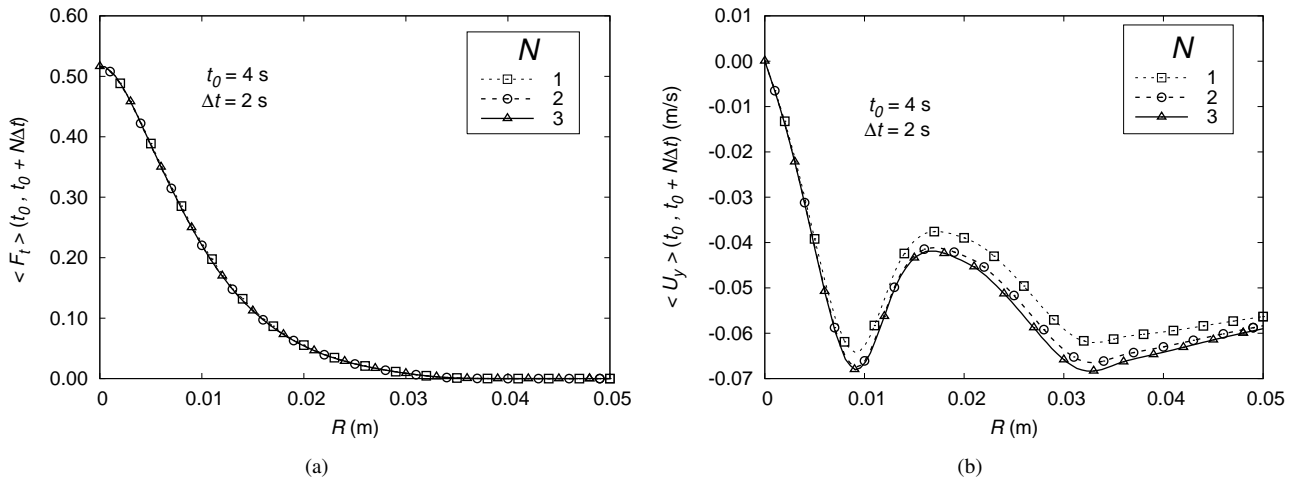 0.60
0.50
0.40
0.30
0.20
0.10
0.00
< F_t > (t_0 , t_0 + NΔt)
t_0 = 4 s
Δt = 2 s
N
1
2
3
0 0.01 0.02 0.03 0.04 0.05
R (m)
(a)
0.01
0.00
-0.01
-0.02
-0.03
-0.04
-0.05
-0.06
-0.07
< U_y > (t_0 , t_0 + NΔt) (m/s)
t_0 = 4 s
Δt = 2 s
N
1
2
3
0 0.01 0.02 0.03 0.04 0.05
R (m)
(b)